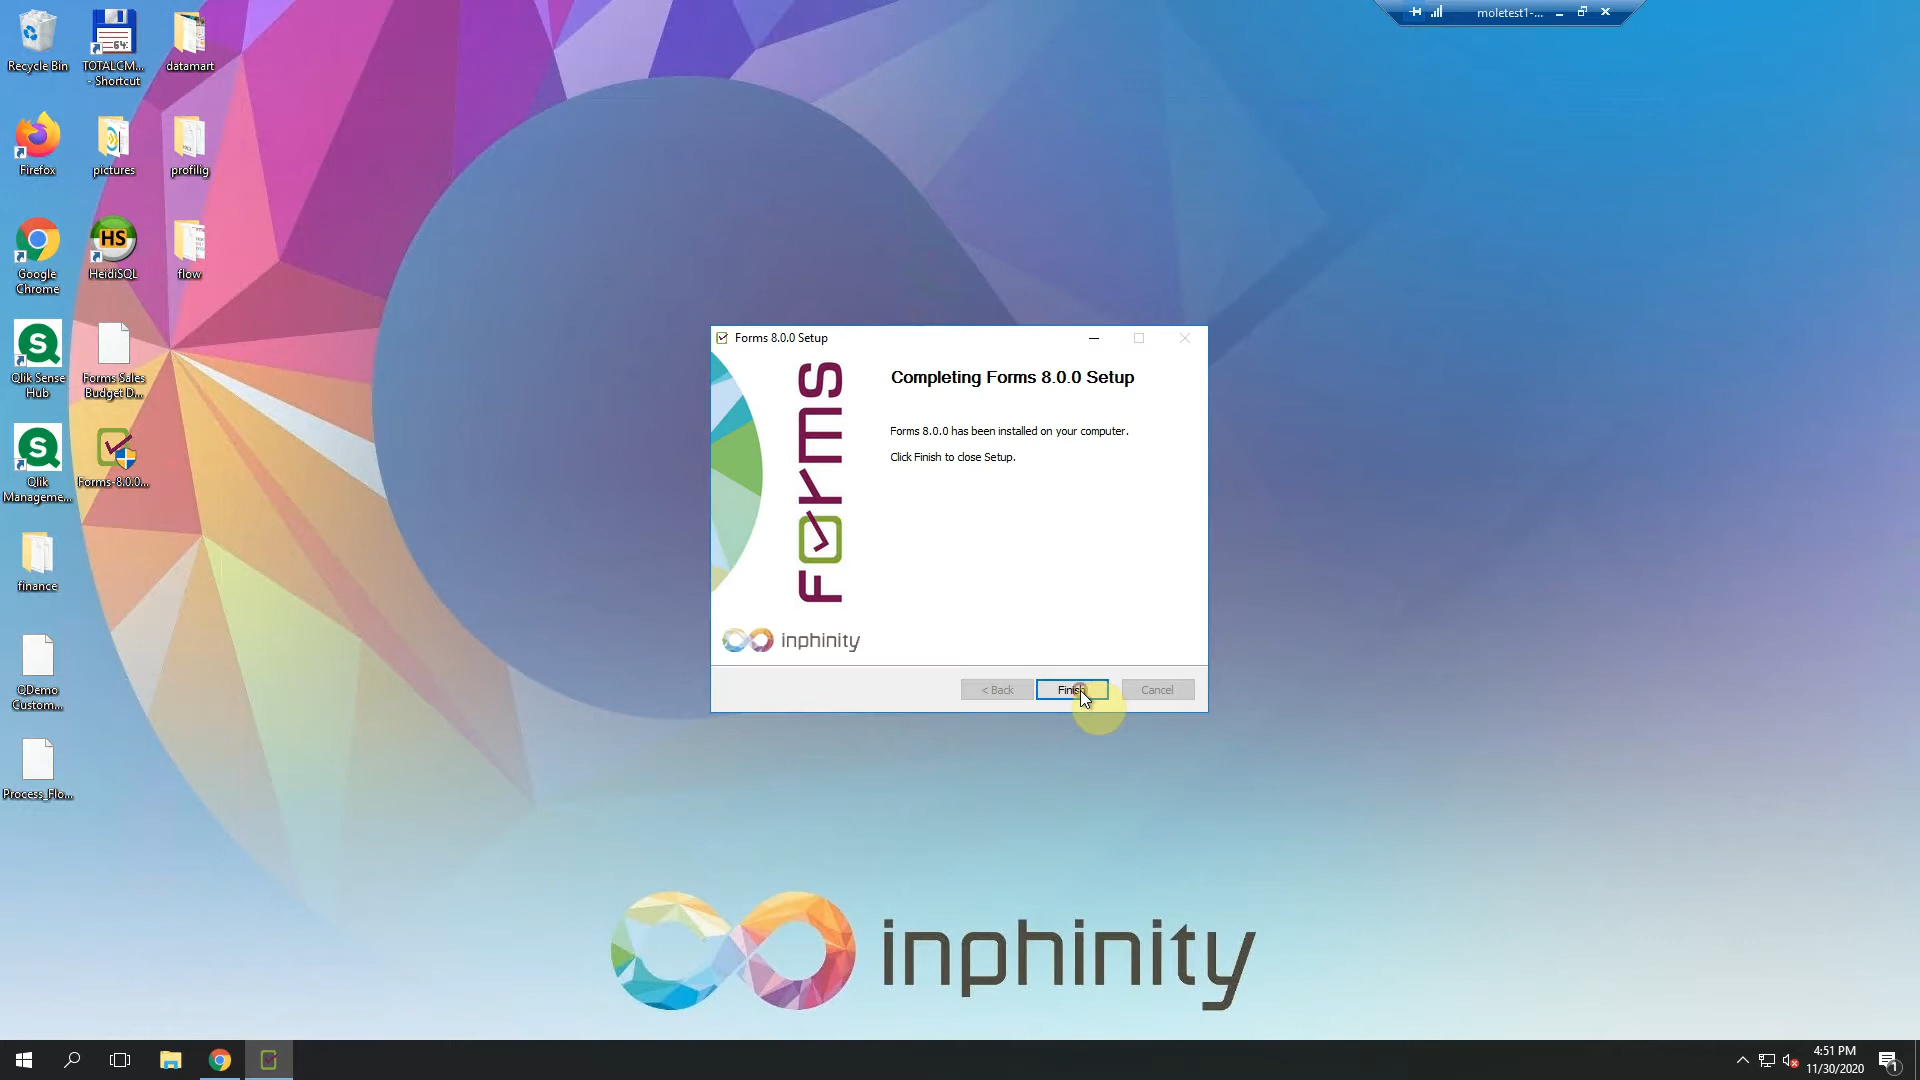 Recycle Bin
TOTALCM...
- Shortcut
64
datamart
moletest1-...
Firefox
pictures
profilig
Google
Chrome
HS
HeidiSQL
flow
Qlik Sense
Hub
Forms Sales
Budget D...
Qlik
Manageme...
Forms-8.0.0...
finance
QDemo
Custom...
Process_Flo...
Forms 8.0.0 Setup
FORMS
Completing Forms 8.0.0 Setup
Forms 8.0.0 has been installed on your computer.
Click Finish to close Setup.
inphinity
< Back
Finish
Cancel
inphinity
4:51 PM
11/30/2020
1